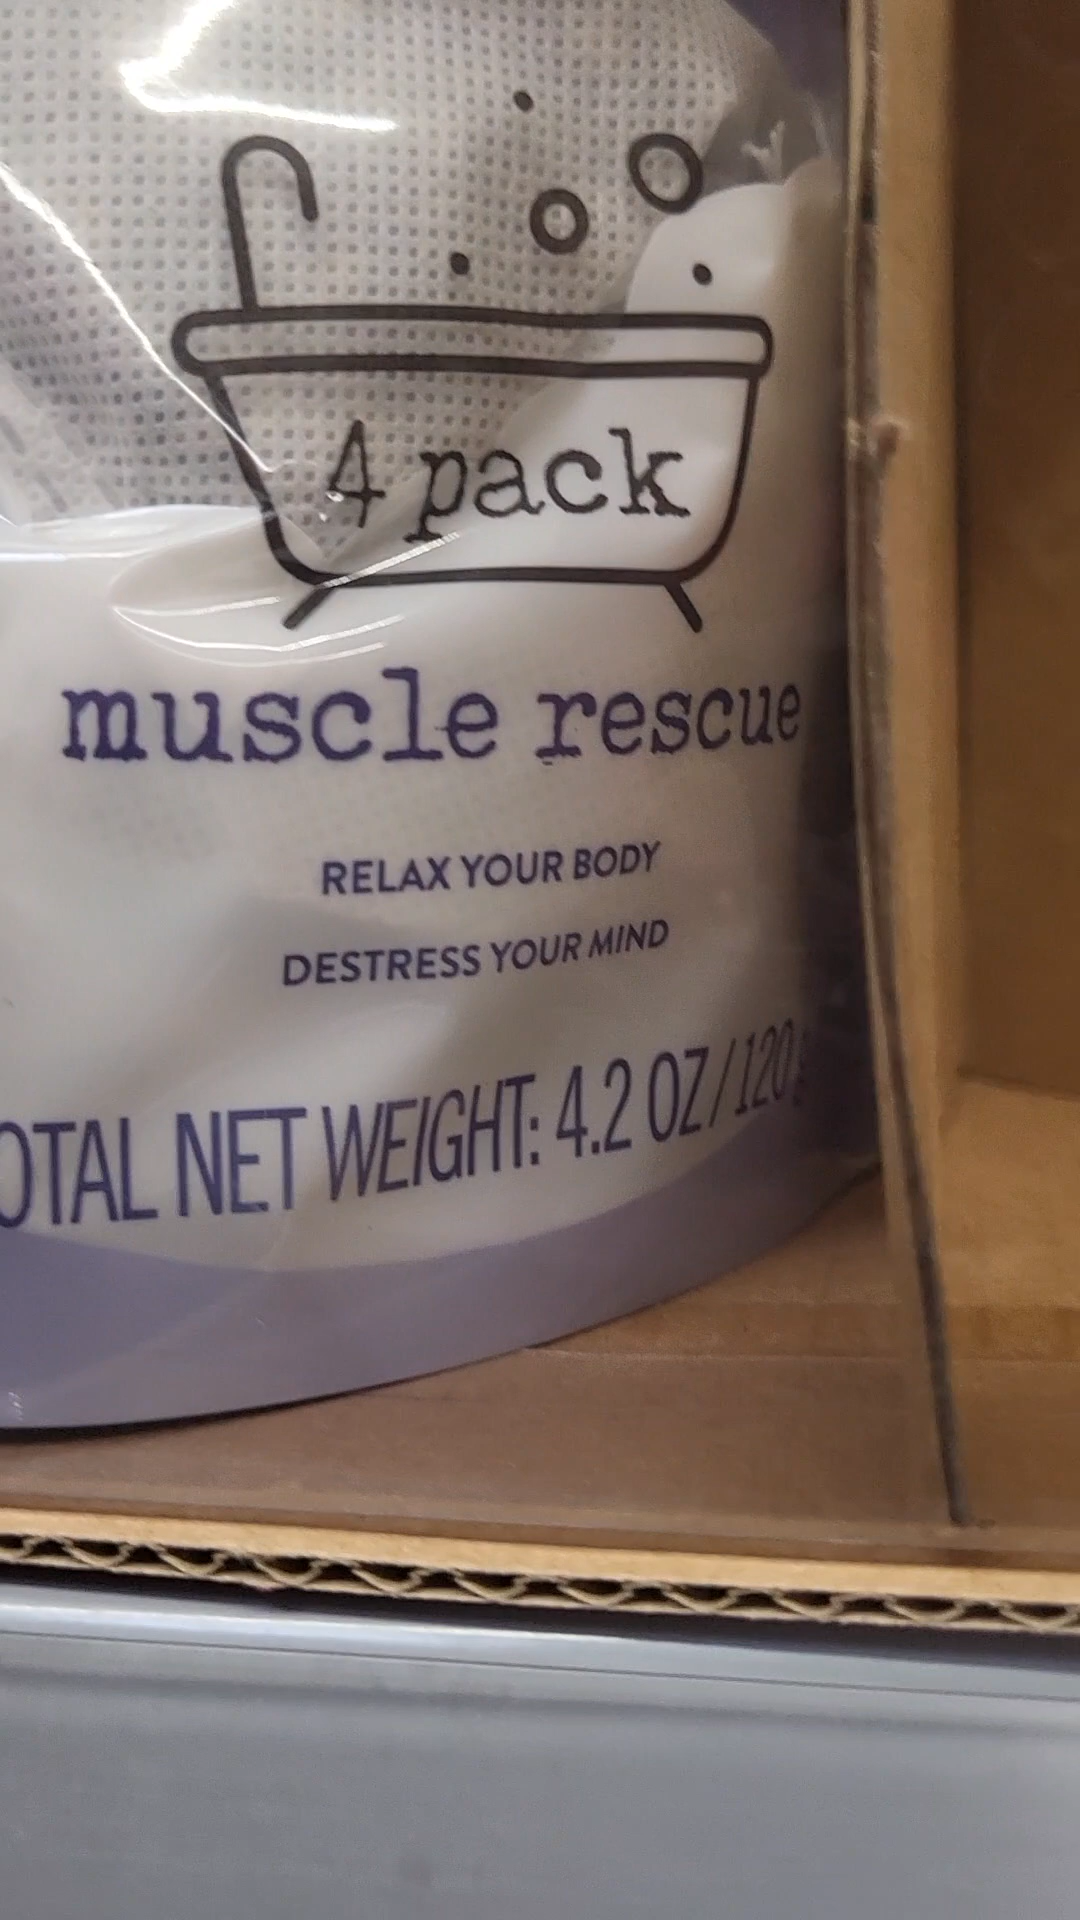 4 pack
muscle rescue
RELAX YOUR BODY
DESTRESS YOUR MIND
OTAL NET WEIGHT: 4.2 OZ / 120